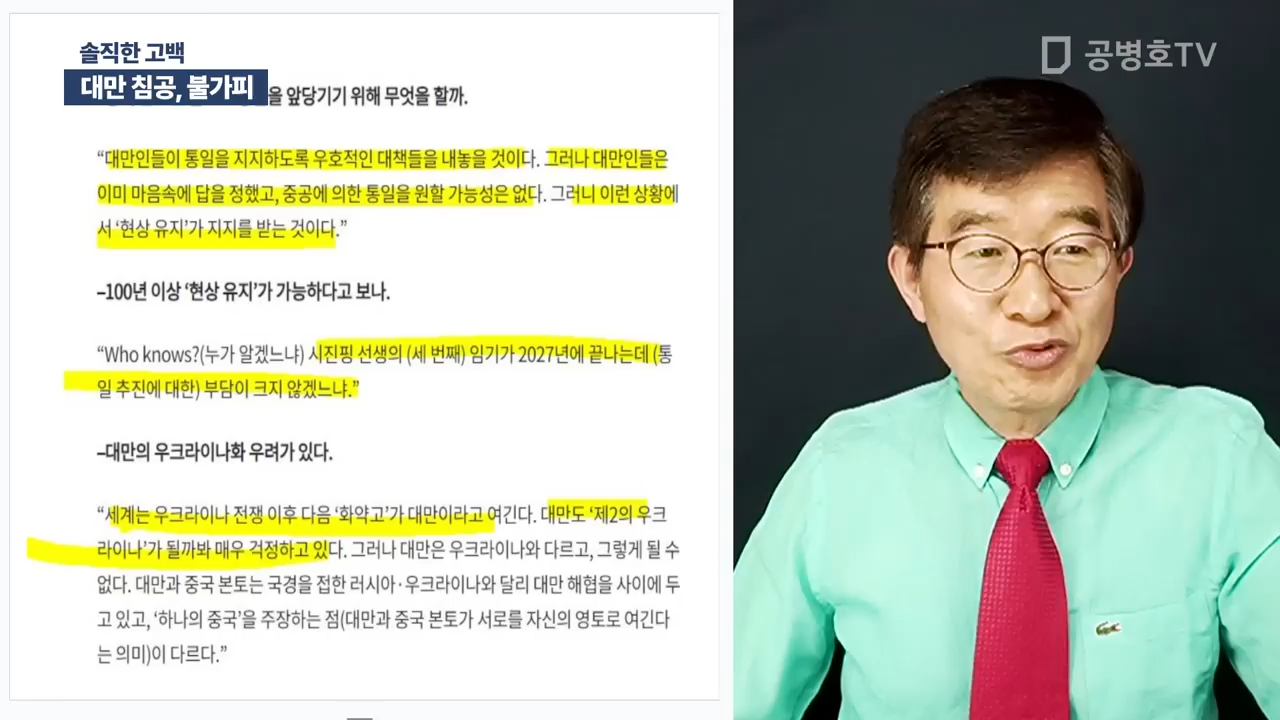 솔직한 고백
대만 침공, 불가피
공병호TV
을 앞당기기 위해 무엇을 할까.
“대만인들이 통일을 지지하도록 우호적인 대책들을 내놓을 것이다. 그러나 대만인들은
이미 마음속에 답을 정했고, 중공에 의한 통일을 원할 가능성은 없다. 그러니 이런 상황에
서 ‘현상 유지’가 지지를 받는 것이다.”
–100년 이상 ‘현상 유지’가 가능하다고 보나.
“Who knows?(누가 알겠느냐) 시진핑 선생의 (세 번째) 임기가 2027년에 끝나는데 (통
일 추진에 대한) 부담이 크지 않겠느냐.”
–대만의 우크라이나화 우려가 있다.
“세계는 우크라이나 전쟁 이후 다음 ‘화약고’가 대만이라고 여긴다. 대만도 ‘제2의 우크
라이나’가 될까봐 매우 걱정하고 있다. 그러나 대만은 우크라이나와 다르고, 그렇게 될 수
없다. 대만과 중국 본토는 국경을 접한 러시아·우크라이나와 달리 대만 해협을 사이에 두
고 있고, ‘하나의 중국’을 주장하는 점(대만과 중국 본토가 서로를 자신의 영토로 여긴다
는 의미)이 다르다.”